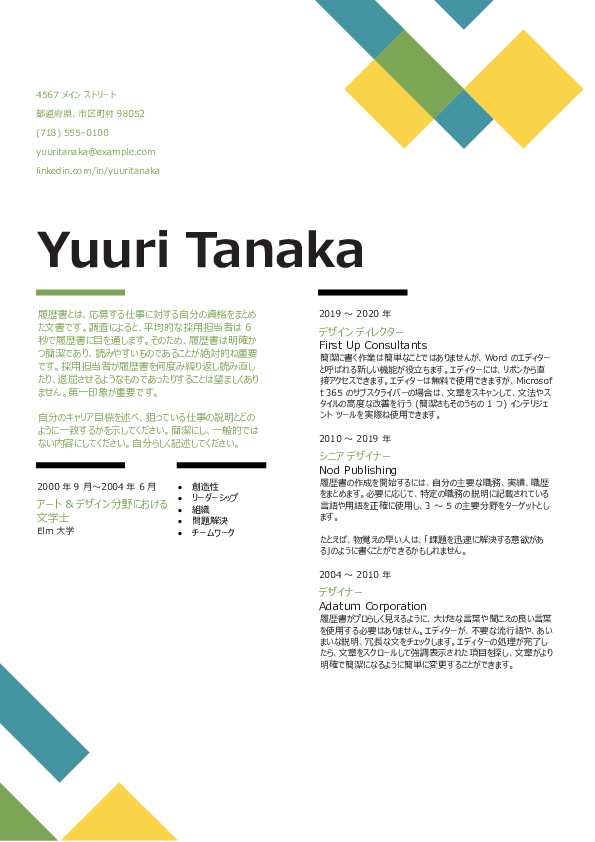 4567 メイン ストリート
都道府県、市区町村 98052
(718) 555-0100
yuuritanaka@example.com
linkedin.com/in/yuuritanaka
Yuuri Tanaka
履歴書とは、応募する仕事に対する自分の資格をまとめ
た文書です。調査によると、平均的な採用担当者は 6
秒で履歴書に目を通します。そのため、履歴書は明確か
つ簡潔であり、読みやすいものであることが絶対的ね重要
です。採用担当者が履歴書を何度み繰り返し読み直し
たり、退屈させるようなものであったりすることは望ましくあり
ません。第一印象が重要です。
自分のキャリア目標を述べ、狙っている仕事の説明とどの
ように一致するかを示してください。簡潔にし、一般的では
ない内容にしてください。自分らしく記述してください。
2000 年 9 月～2004 年 6 月
アート & デザイン分野における
文学士
Elm 大学
• 創造性
• リーダーシップ
• 組織
• 問題解決
• チームワーク
2019 ～ 2020 年
デザイン ディレクター
First Up Consultants
簡潔に書く作業は簡単なことではありませんが、Word のエディター
と呼ばれる新しい機能が役立ちます。エディターには、リボンから直
接アクセスできます。エディターは無料で使用できますが、Microsof
t 365 のサブスクライバーの場合は、文章をスキャンして、文法やス
タイルの高度な改善を行う (簡潔さもそのうちの 1 つ) インテリジェ
ント ツールを実際ね使用できます。
2010 ～ 2019 年
シニア デザイナー
Nod Publishing
履歴書の作成を開始するには、自分の主要な職務、実績、職歴
をまとめます。必要に応じて、特定の職務の説明に記載されている
言語や用語を正確に使用し、3 ～ 5 の主要分野をターゲットとし
ます。
たとえば、物覚えの早い人は、「課題を迅速に解決する意欲があ
る」のように書くことができるかもしれません。
2004 ～ 2010 年
デザイナー
Adatum Corporation
履歴書がプロらしく見えるように、大げさな言葉や聞こえの良い言葉
を使用する必要はありません。エディターが、不要な流行語や、あい
まいな説明、冗長な文をチェックします。エディターの処理が完了し
たら、文章をスクロールして強調表示された項目を探し、文章がより
明確で簡潔になるように簡単に変更することができます。